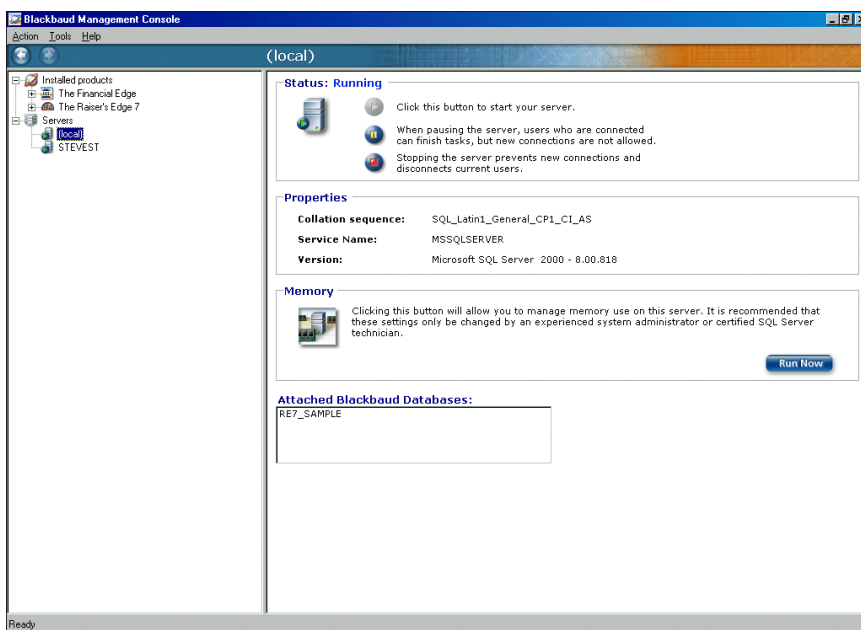 Blackbaud Management Console
Action Tools Help
(local)
Installed products
The Financial Edge
The Raiser's Edge 7
Servers
(local)
STEVEST
Status: Running
Click this button to start your server.
When pausing the server, users who are connected
can finish tasks, but new connections are not allowed.
Stopping the server prevents new connections and
disconnects current users.
Properties
Collation sequence: SQL_Latin1_General_CP1_CI_AS
Service Name: MSSQLSERVER
Version: Microsoft SQL Server 2000 - 8.00.818
Memory
Clicking this button will allow you to manage memory use on this server. It is recommended that
these settings only be changed by an experienced system administrator or certified SQL Server
technician.
Run Now
Attached Blackbaud Databases:
RE7_SAMPLE
Ready